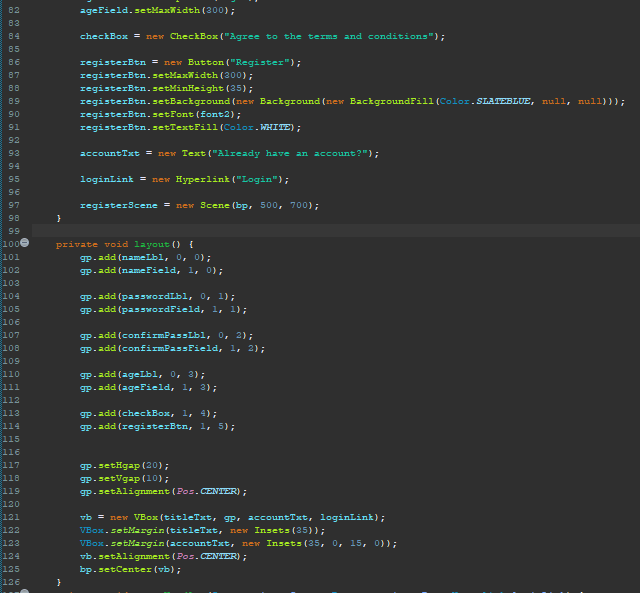 82 ageField.setMaxWidth(300);
83
84 checkBox = new CheckBox("Agree to the terms and conditions");
85
86 registerBtn = new Button("Register");
87 registerBtn.setMaxWidth(300);
88 registerBtn.setMinHeight(35);
89 registerBtn.setBackground(new Background(new BackgroundFill(Color.SLATEBLUE, null, null)));
90 registerBtn.setFont(font2);
91 registerBtn.setTextFill(Color.WHITE);
92
93 accountTxt = new Text("Already have an account?");
94
95 loginLink = new Hyperlink("Login");
96
97 registerScene = new Scene(bp, 500, 700);
98 }
99
100 private void layout() {
101 gp.add(nameLbl, 0, 0);
102 gp.add(nameField, 1, 0);
103
104 gp.add(passwordLbl, 0, 1);
105 gp.add(passwordField, 1, 1);
106
107 gp.add(confirmPassLbl, 0, 2);
108 gp.add(confirmPassField, 1, 2);
109
110 gp.add(ageLbl, 0, 3);
111 gp.add(ageField, 1, 3);
112
113 gp.add(checkBox, 1, 4);
114 gp.add(registerBtn, 1, 5);
115
116
117 gp.setHgap(20);
118 gp.setVgap(10);
119 gp.setAlignment(Pos.CENTER);
120
121 vb = new VBox(titleTxt, gp, accountTxt, loginLink);
122 VBox.setMargin(titleTxt, new Insets(35));
123 VBox.setMargin(accountTxt, new Insets(35, 0, 15, 0));
124 vb.setAlignment(Pos.CENTER);
125 bp.setCenter(vb);
126 }